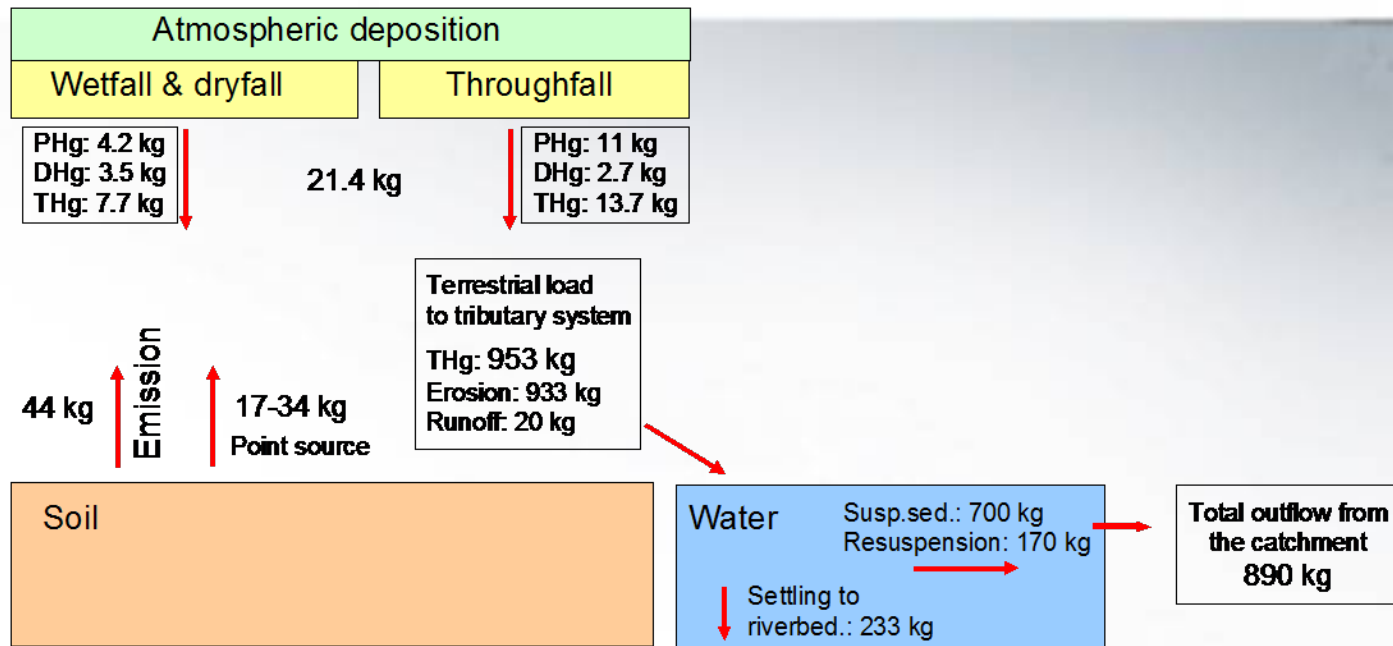 Atmospheric deposition
Wetfall & dryfall
Throughfall
PHg: 4.2 kg
DHg: 3.5 kg
THg: 7.7 kg
21.4 kg
PHg: 11 kg
DHg: 2.7 kg
THg: 13.7 kg
Terrestrial load
to tributary system
THg: 953 kg
Erosion: 933 kg
Runoff: 20 kg
44 kg
Emission
17-34 kg
Point source
Soil
Water
Susp.sed.: 700 kg
Resuspension: 170 kg
Settling to
riverbed.: 233 kg
Total outflow from
the catchment
890 kg